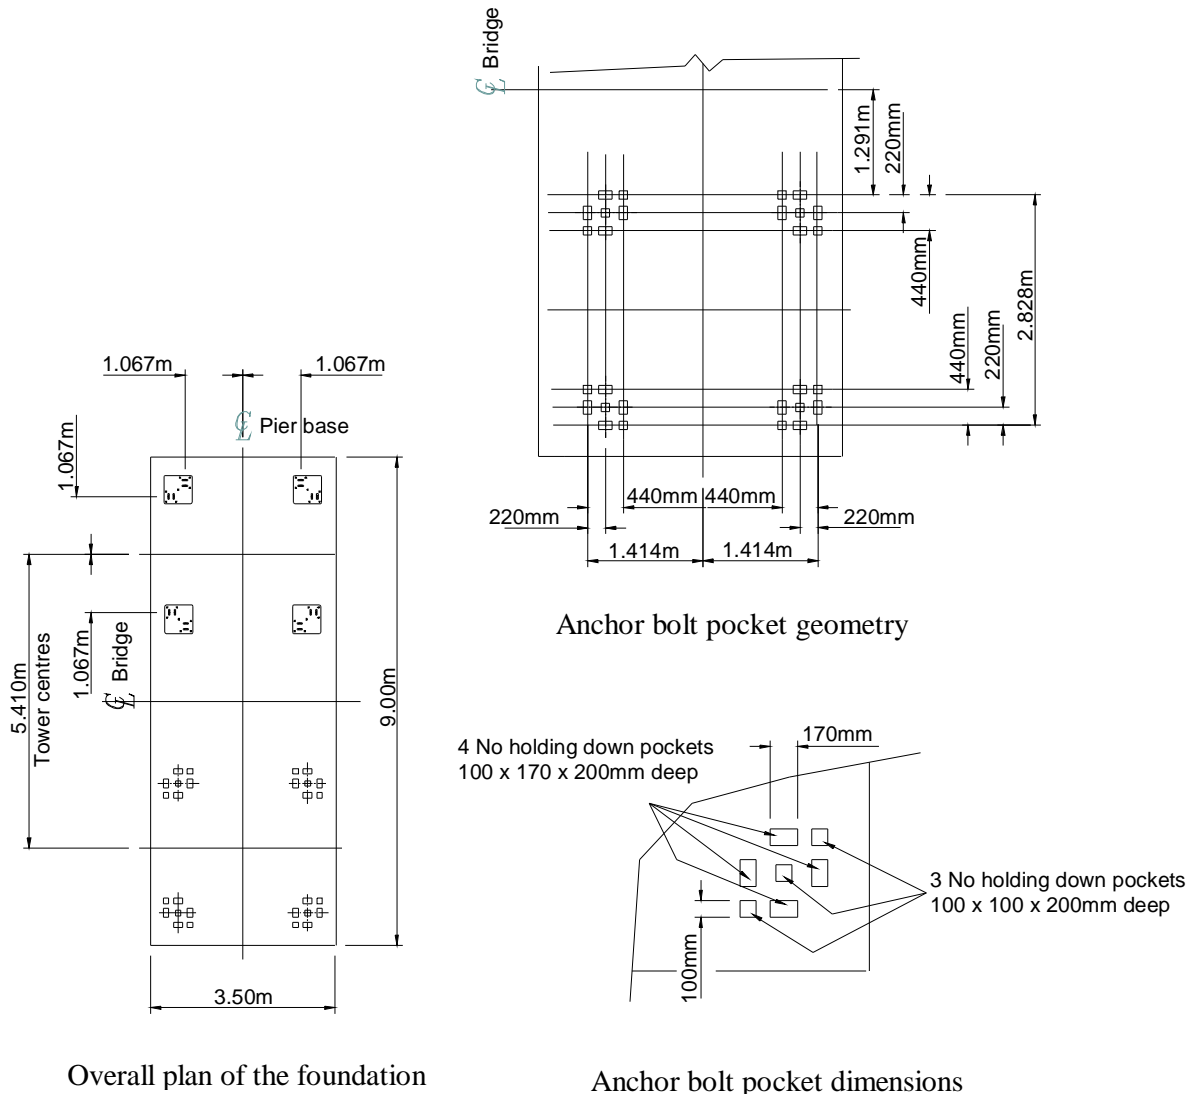 ℄ Bridge
1.291m
220mm
440mm
2.828m
440mm
220mm
440mm 440mm
220mm
220mm
1.414m
1.414m
Anchor bolt pocket geometry
1.067m
1.067m
℄ Pier base
1.067m
1.067m
5.410m
Tower centres
℄ Bridge
9.00m
3.50m
Overall plan of the foundation
170mm
4 No holding down pockets
100 x 170 x 200mm deep
3 No holding down pockets
100 x 100 x 200mm deep
100mm
Anchor bolt pocket dimensions